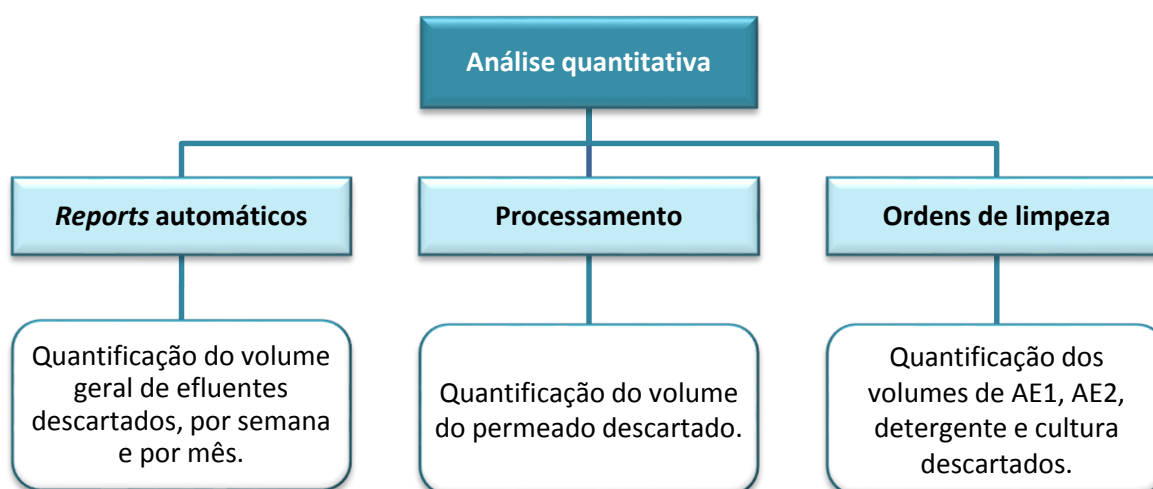 Análise quantitativa
Reports automáticos
Processamento
Ordens de limpeza
Quantificação do volume
geral de efluentes
descartados, por semana
e por mês.
Quantificação do volume
do permeado descartado.
Quantificação dos
volumes de AE1, AE2,
detergente e cultura
descartados.